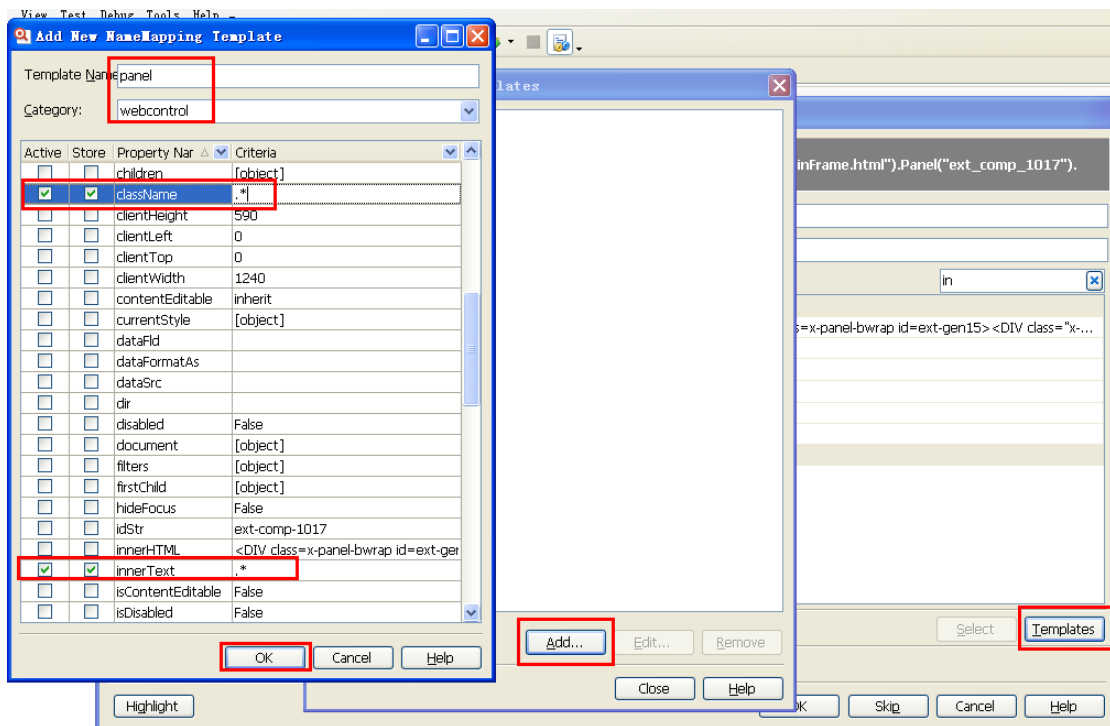 View Test Debug Tools Help
Add New NameMapping Template
Template Name
panel
Category:
webcontrol
Active Store Property Nar Criteria
children [object]
className .*
clientHeight 590
clientLeft 0
clientTop 0
clientWidth 1240
contentEditable inherit
currentStyle [object]
dataFld
dataFormatAs
dataSrc
dir
disabled False
document [object]
filters [object]
firstChild [object]
hideFocus False
idStr ext-comp-1017
innerHTML <DIV class=x-panel-bwrap id=ext-ger
innerText .*
isContentEditable False
isDisabled False
OK Cancel Help
lates
Add... Edit... Remove
Close Help
inFrame.html").Panel("ext_comp_1017").
in
s=x-panel-bwrap id=ext-gen15><DIV class="x-...
Select Templates
Highlight
OK Skip Cancel Help